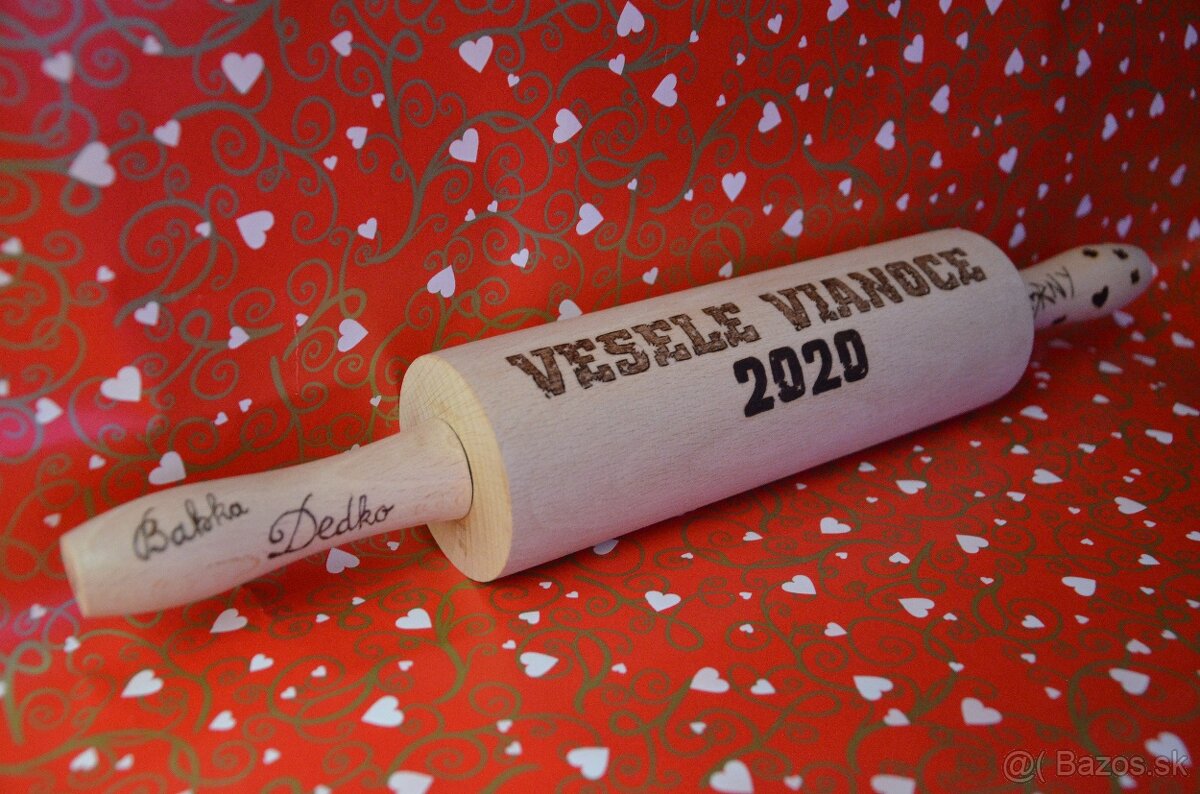 VESELE VIANOCE
2020
Babka Dedko
@( Bazos.sk